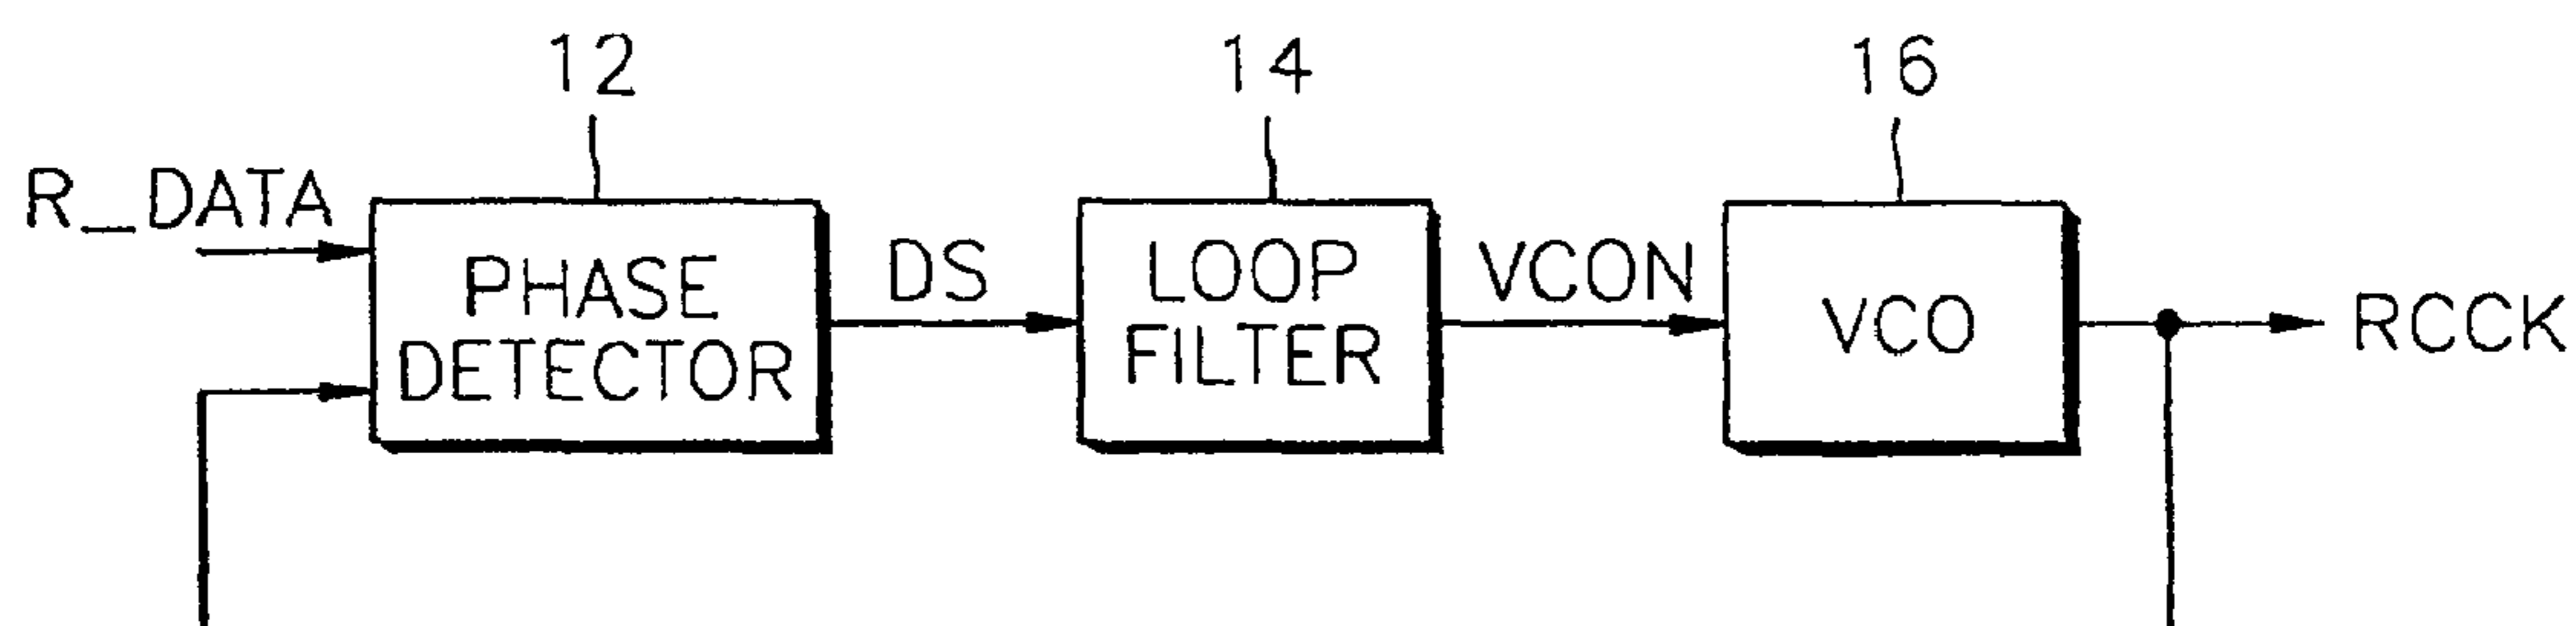 12
14
16
R_DATA
PHASE
DETECTOR
DS
LOOP
FILTER
VCON
VCO
RCCK